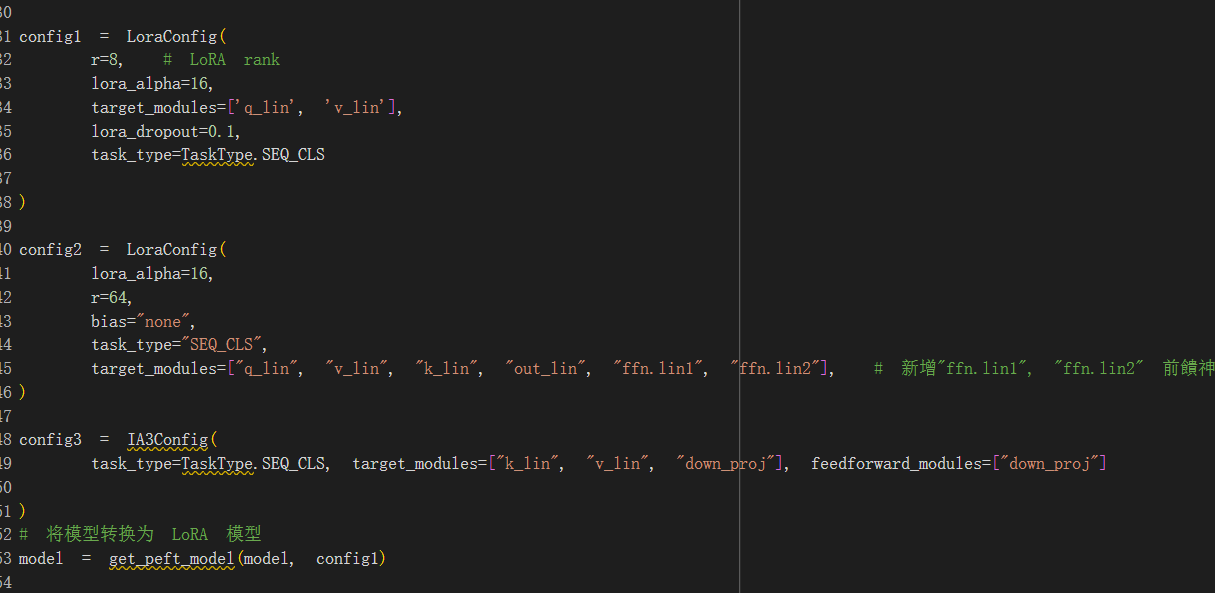 30
31 config1 = LoraConfig(
32 r=8, # LoRA rank
33 lora_alpha=16,
34 target_modules=['q_lin', 'v_lin'],
35 lora_dropout=0.1,
36 task_type=TaskType.SEQ_CLS
37
38 )
39
40 config2 = LoraConfig(
41 lora_alpha=16,
42 r=64,
43 bias="none",
44 task_type="SEQ_CLS",
45 target_modules=["q_lin", "v_lin", "k_lin", "out_lin", "ffn.lin1", "ffn.lin2"], # 新增"ffn.lin1", "ffn.lin2" 前饋神
46 )
47
48 config3 = IA3Config(
49 task_type=TaskType.SEQ_CLS, target_modules=["k_lin", "v_lin", "down_proj"], feedforward_modules=["down_proj"]
50
51 )
52 # 将模型转换为 LoRA 模型
53 model = get_peft_model(model, config1)
54